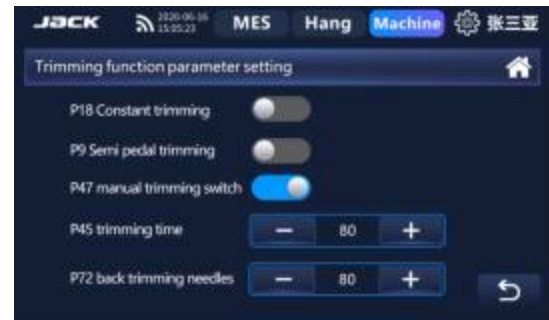 JACK 2020-06-16 15:05:23 MES Hang Machine 张三亚
Trimming function parameter setting
P18 Constant trimming
P9 Semi pedal trimming
P47 manual trimming switch
P45 trimming time − 80 +
P72 back trimming needles − 80 +